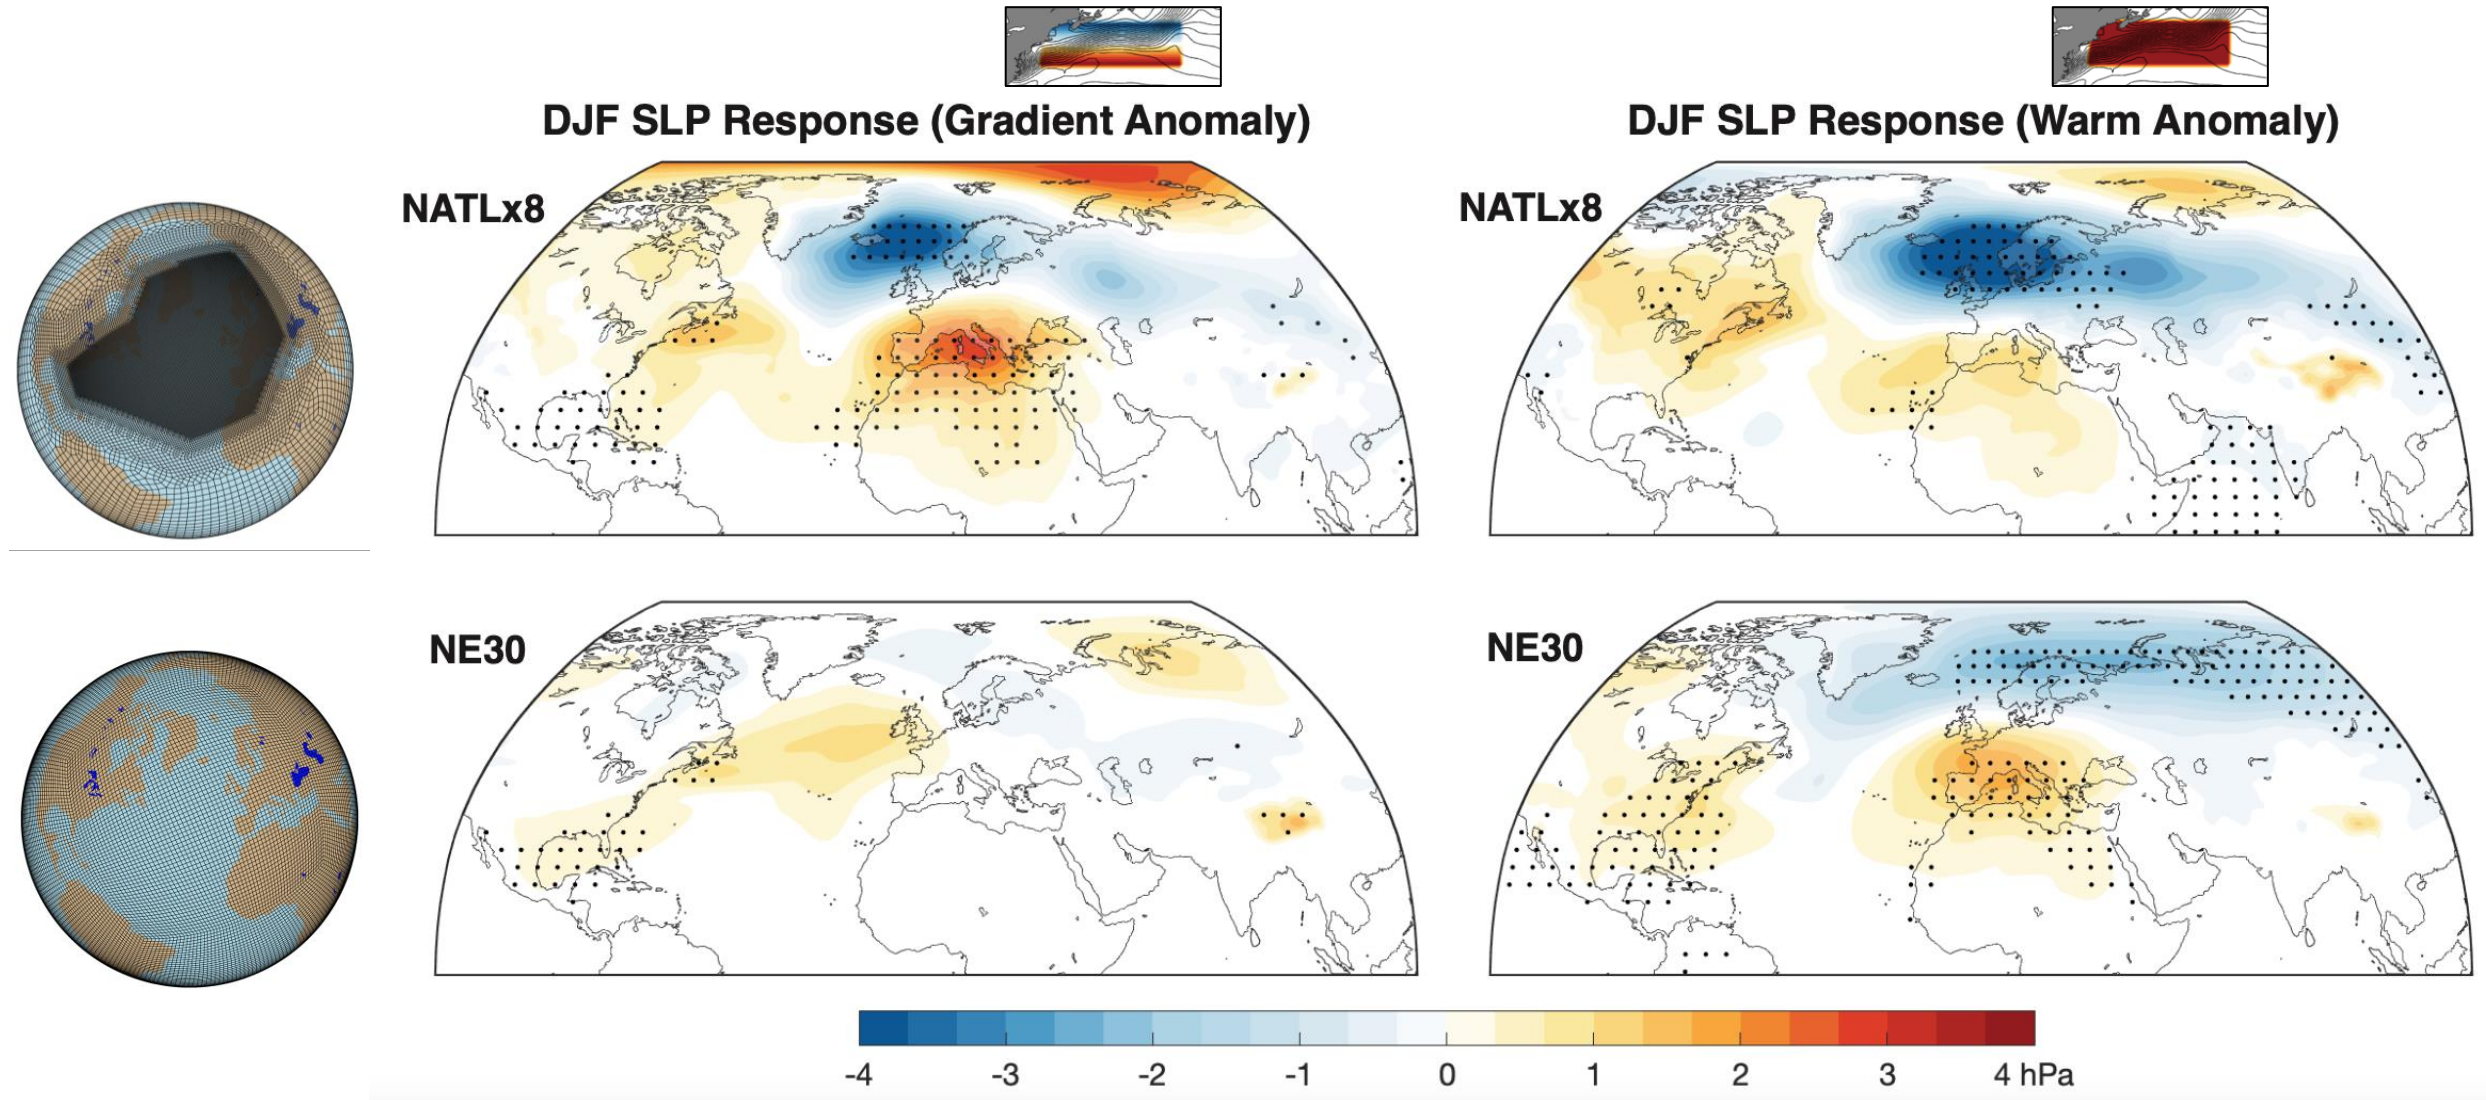 DJF SLP Response (Gradient Anomaly)
DJF SLP Response (Warm Anomaly)
NATLx8
NATLx8
NE30
NE30
-4 -3 -2 -1 0 1 2 3 4 hPa